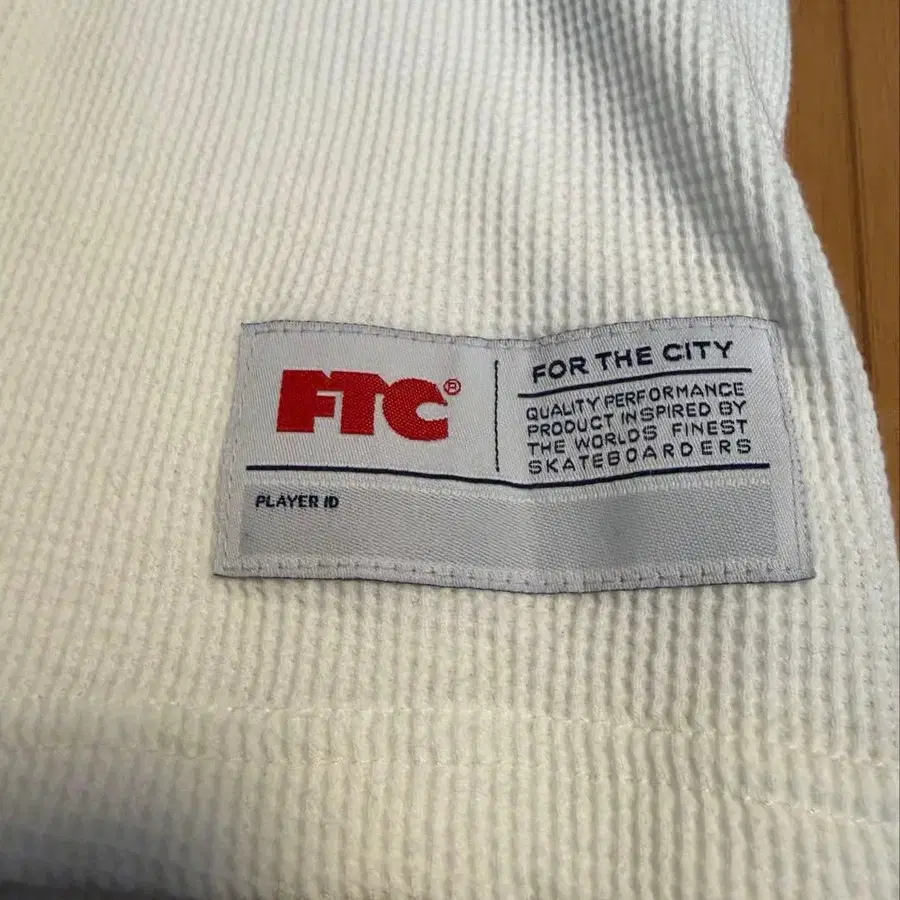 FTC®
FOR THE CITY
QUALITY PERFORMANCE
PRODUCT INSPIRED BY
THE WORLDS FINEST
SKATEBOARDERS
PLAYER ID